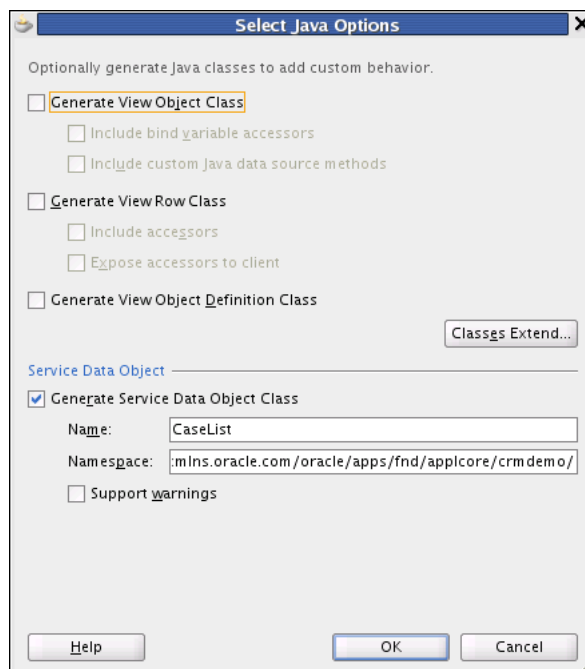 Select Java Options
Optionally generate Java classes to add custom behavior.
Generate View Object Class
Include bind variable accessors
Include custom Java data source methods
Generate View Row Class
Include accessors
Expose accessors to client
Generate View Object Definition Class
Classes Extend...
Service Data Object
Generate Service Data Object Class
Name: CaseList
Namespace: :mlns.oracle.com/oracle/apps/fnd/applcore/crmdemo/
Support warnings
Help OK Cancel